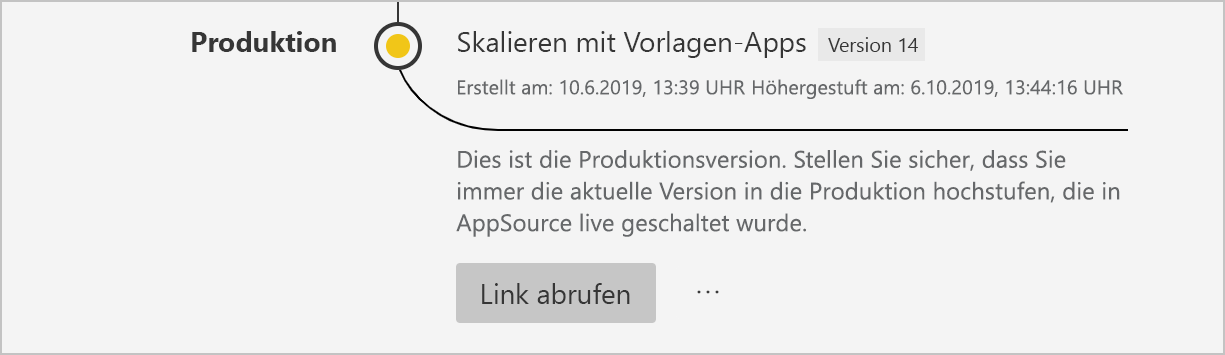 Produktion
Skalieren mit Vorlagen-Apps Version 14
Erstellt am: 10.6.2019, 13:39 UHR Höhergestuft am: 6.10.2019, 13:44:16 UHR
Dies ist die Produktionsversion. Stellen Sie sicher, dass Sie
immer die aktuelle Version in die Produktion hochstufen, die in
AppSource live geschaltet wurde.
Link abrufen ...